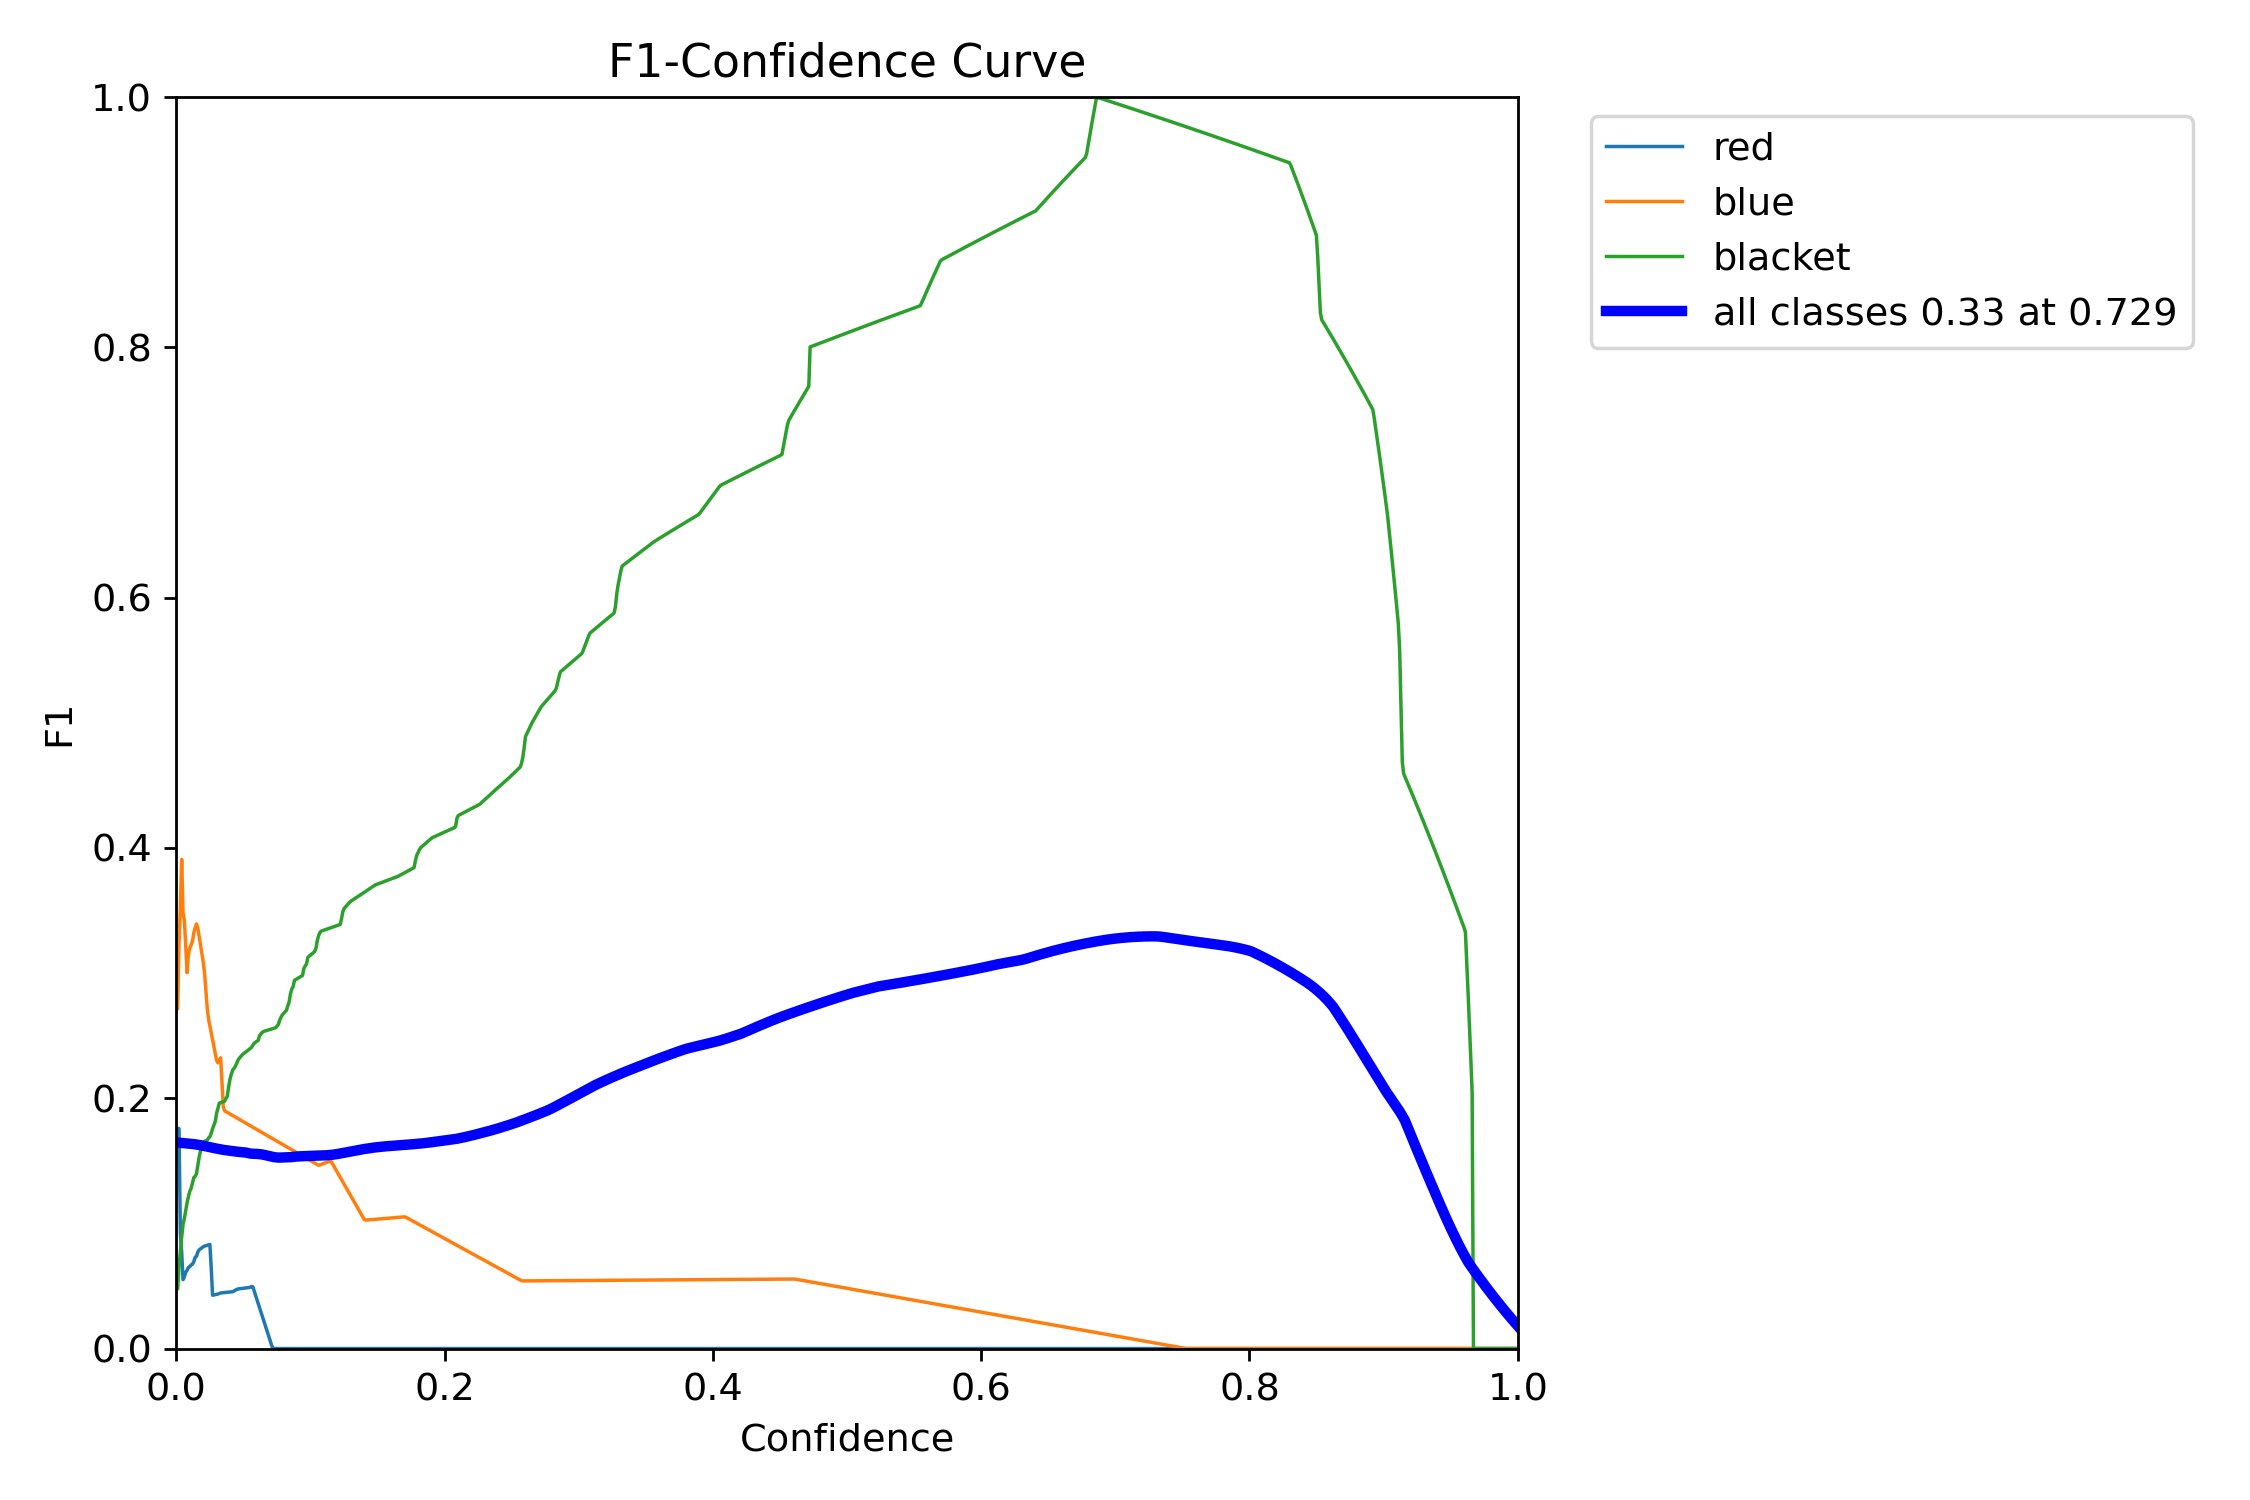 F1-Confidence Curve
1.0
0.8
0.6
0.4
0.2
0.0
F1
0.0 0.2 0.4 0.6 0.8 1.0
Confidence
red
blue
blacket
all classes 0.33 at 0.729